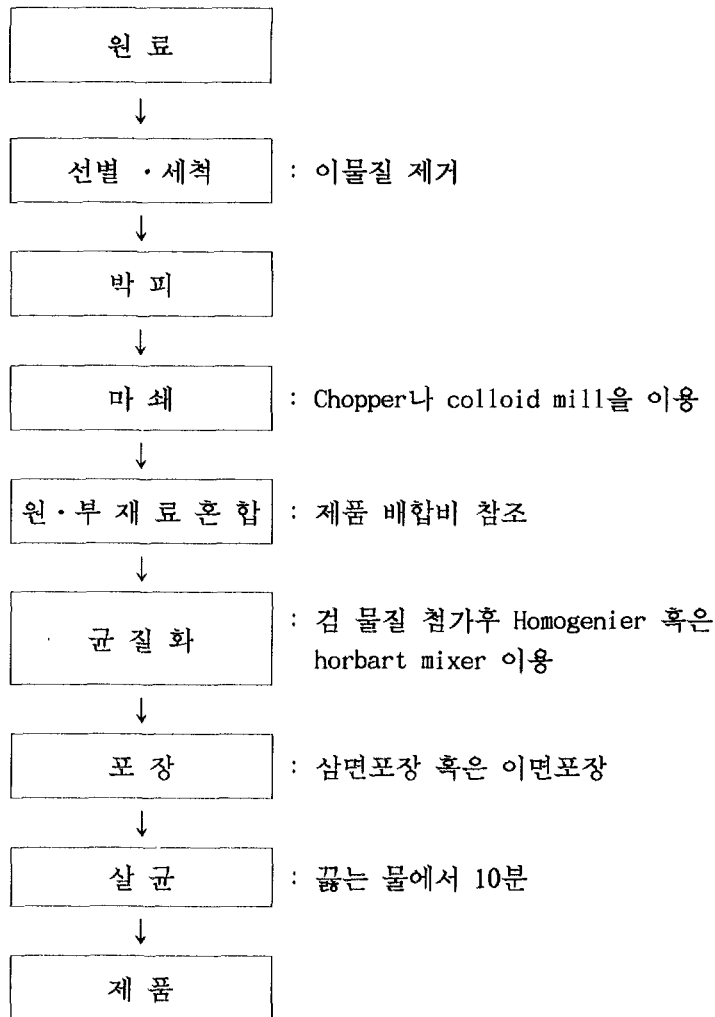 원 료
↓
선별 ・세척 : 이물질 제거
↓
박 피
↓
마 쇄 : Chopper나 colloid mill을 이용
↓
원・부 재 료 혼 합 : 제품 배합비 참조
↓
균 질 화 : 검 물질 첨가후 Homogenier 혹은
horbart mixer 이용
↓
포 장 : 삼면포장 혹은 이면포장
↓
살 균 : 끓는 물에서 10분
↓
제 품